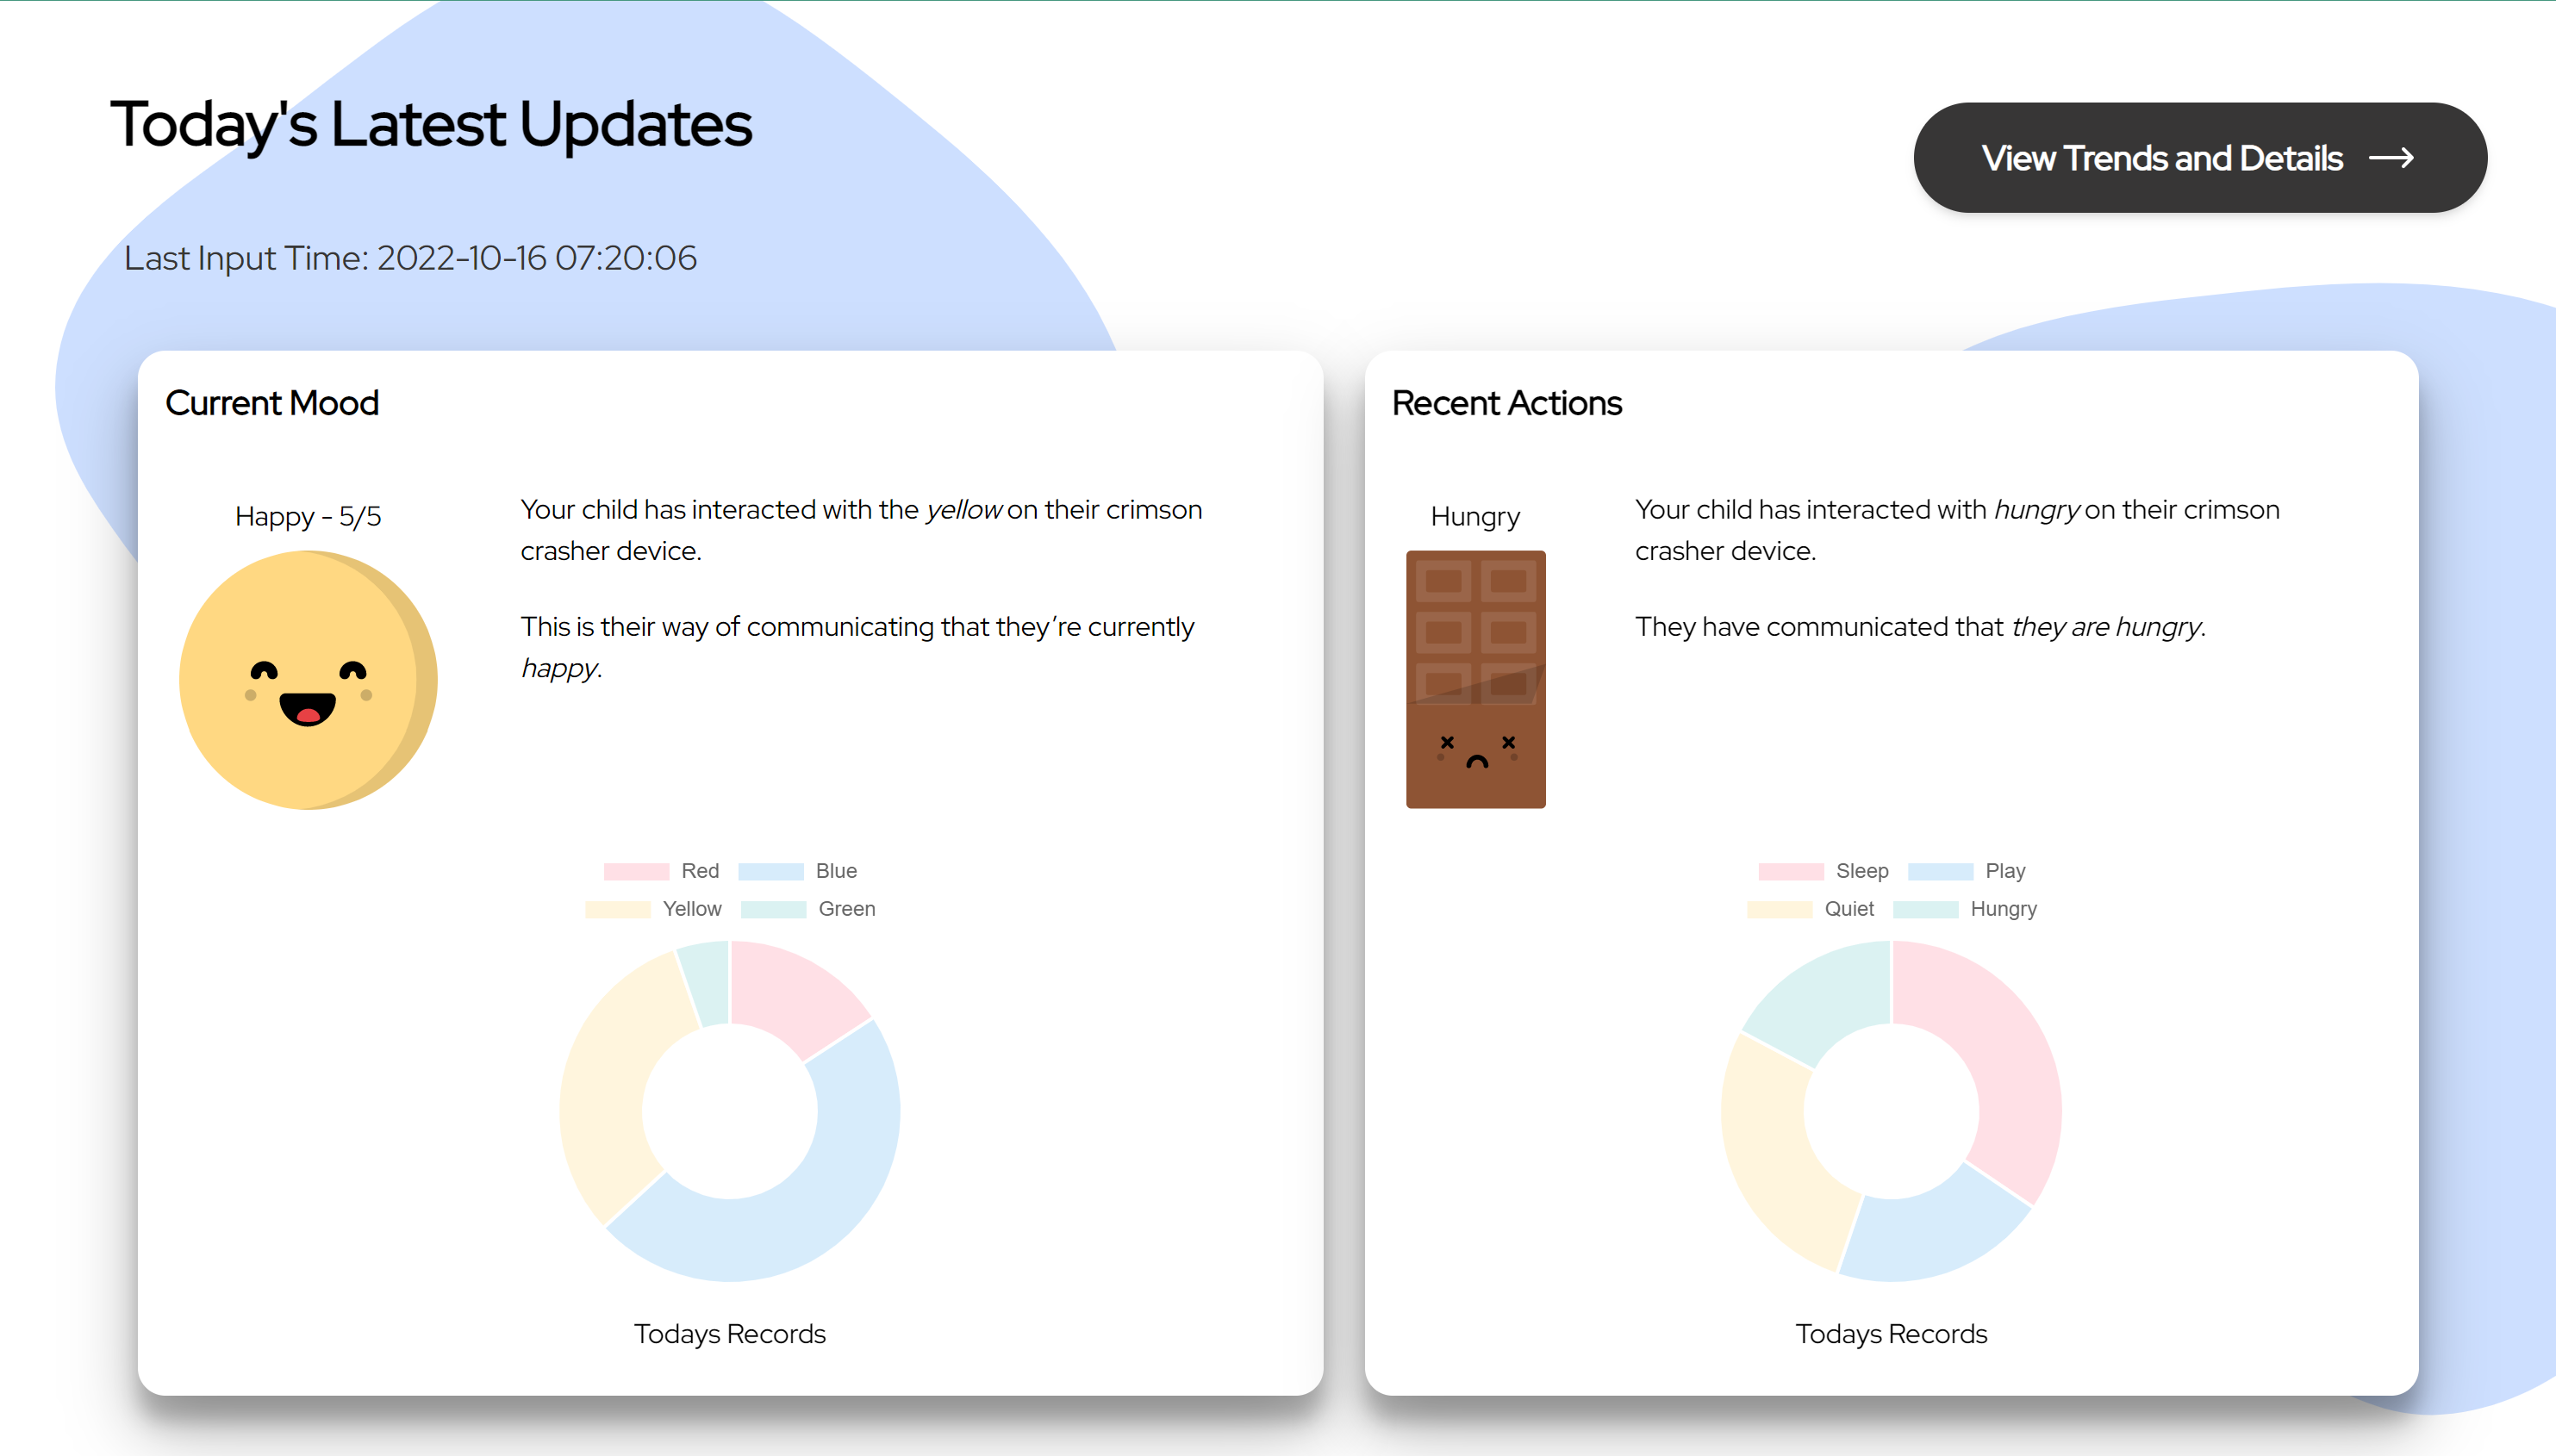 Today's Latest Updates
View Trends and Details
Last Input Time: 2022-10-16 07:20:06
Current Mood
Happy - 5/5
Your child has interacted with the yellow on their crimson
crasher device.
This is their way of communicating that they’re currently
happy.
Red Blue
Yellow Green
Todays Records
Recent Actions
Hungry
Your child has interacted with hungry on their crimson
crasher device.
They have communicated that they are hungry.
Sleep Play
Quiet Hungry
Todays Records